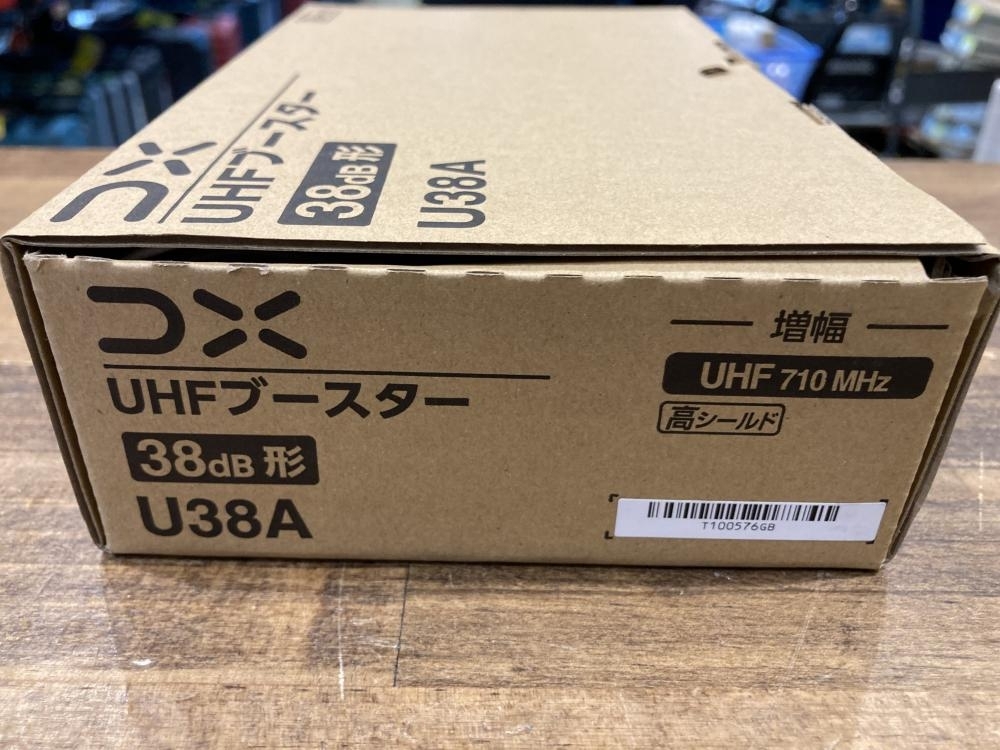 DX
UHFブースター
38dB形
U38A
DX
UHFブースター
38dB形
U38A
増幅
UHF 710 MHz
高シールド
T100576GB